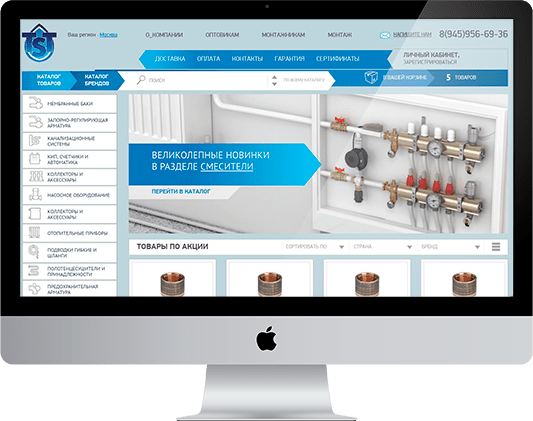 Ваш регион - Москва
О_КОМПАНИИ ОПТОВИКАМ МОНТАЖНИКАМ МОНТАЖ
НАПИШИТЕ НАМ 8(945)956-69-36
ДОСТАВКА ОПЛАТА КОНТАКТЫ ГАРАНТИЯ СЕРТИФИКАТЫ
ЛИЧНЫЙ КАБИНЕТ,
ЗАРЕГИСТРИРОВАТЬСЯ
КАТАЛОГ ТОВАРОВ
КАТАЛОГ БРЕНДОВ
ПОИСК
ПО ВСЕМУ КАТАЛОГУ
В ВАШЕЙ КОРЗИНЕ 5 ТОВАРОВ
МЕМБРАННЫЕ БАКИ
ЗАПОРНО-РЕГУЛИРУЮЩАЯ
АРМАТУРА
КАНАЛИЗАЦИОННЫЕ
СИСТЕМЫ
КИП, СЧЕТЧИКИ И
АВТОМАТИКА
КОЛЛЕКТОРЫ И
АКСЕССУАРЫ
НАСОСНОЕ ОБОРУДОВАНИЕ
КОЛЛЕКТОРЫ И
АКСЕССУАРЫ
ОТОПИТЕЛЬНЫЕ ПРИБОРЫ
ПОДВОДКИ ГИБКИЕ И
ШЛАНГИ
ПОЛОТЕНЦЕСУШИТЕЛИ И
ПРИНАДЛЕЖНОСТИ
ПРЕДОХРАНИТЕЛЬНАЯ
АРМАТУРА
ВЕЛИКОЛЕПНЫЕ НОВИНКИ
В РАЗДЕЛЕ СМЕСИТЕЛИ
ПЕРЕЙТИ В КАТАЛОГ
ТОВАРЫ ПО АКЦИИ
СОРТИРОВАТЬ ПО СТРАНА БРЕНД